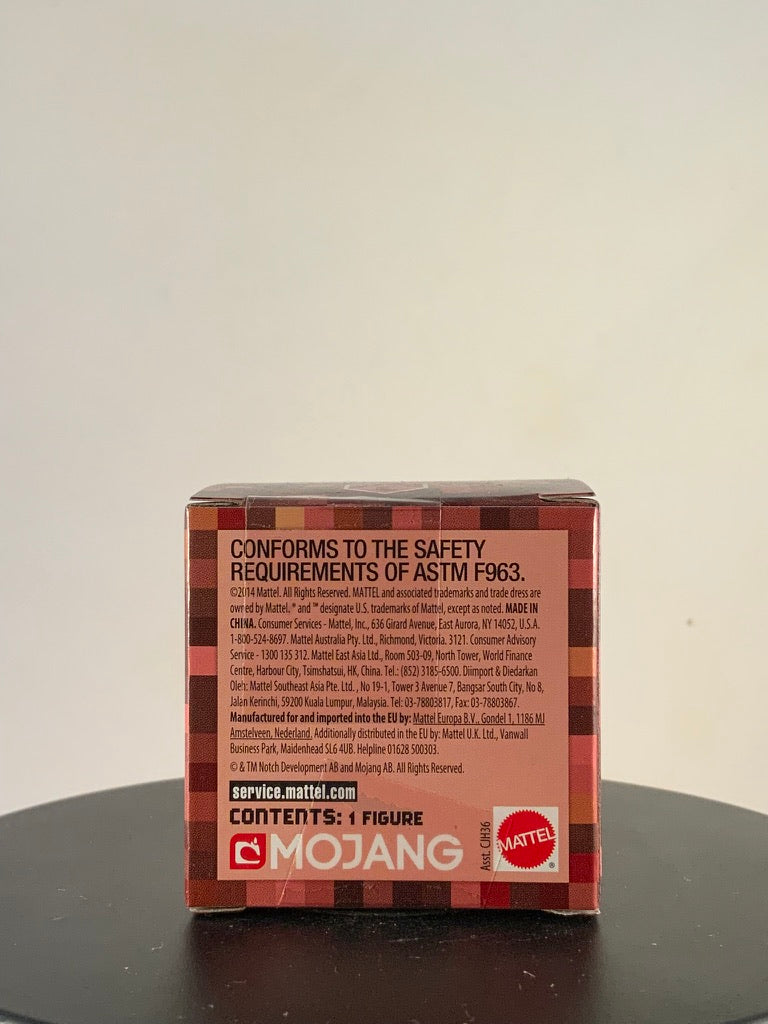 CONFORMS TO THE SAFETY
REQUIREMENTS OF ASTM F963.
©2014 Mattel. All Rights Reserved. MATTEL and associated trademarks and trade dress are
owned by Mattel. ® and ™ designate U.S. trademarks of Mattel, except as noted. MADE IN
CHINA. Consumer Services - Mattel, Inc., 636 Girard Avenue, East Aurora, NY 14052, U.S.A.
1-800-524-8697. Mattel Australia Pty. Ltd., Richmond, Victoria. 3121. Consumer Advisory
Service - 1300 135 312. Mattel East Asia Ltd., Room 503-09, North Tower, World Finance
Centre, Harbour City, Tsimshatsui, HK, China. Tel.: (852) 3185-6500. Diimport & Diedarkan
Oleh: Mattel Southeast Asia Pte. Ltd., No 19-1, Tower 3 Avenue 7, Bangsar South City, No 8,
Jalan Kerinchi, 59200 Kuala Lumpur, Malaysia. Tel: 03-78803817, Fax: 03-78803867.
Manufactured for and imported into the EU by: Mattel Europa B.V., Gondel 1, 1186 MJ
Amstelveen, Nederland. Additionally distributed in the EU by: Mattel U.K. Ltd., Vanwall
Business Park, Maidenhead SL6 4UB. Helpline 01628 500303.
© & TM Notch Development AB and Mojang AB. All Rights Reserved.
service.mattel.com
CONTENTS: 1 FIGURE
MOJANG
Asst. CJH36
MATTEL
®